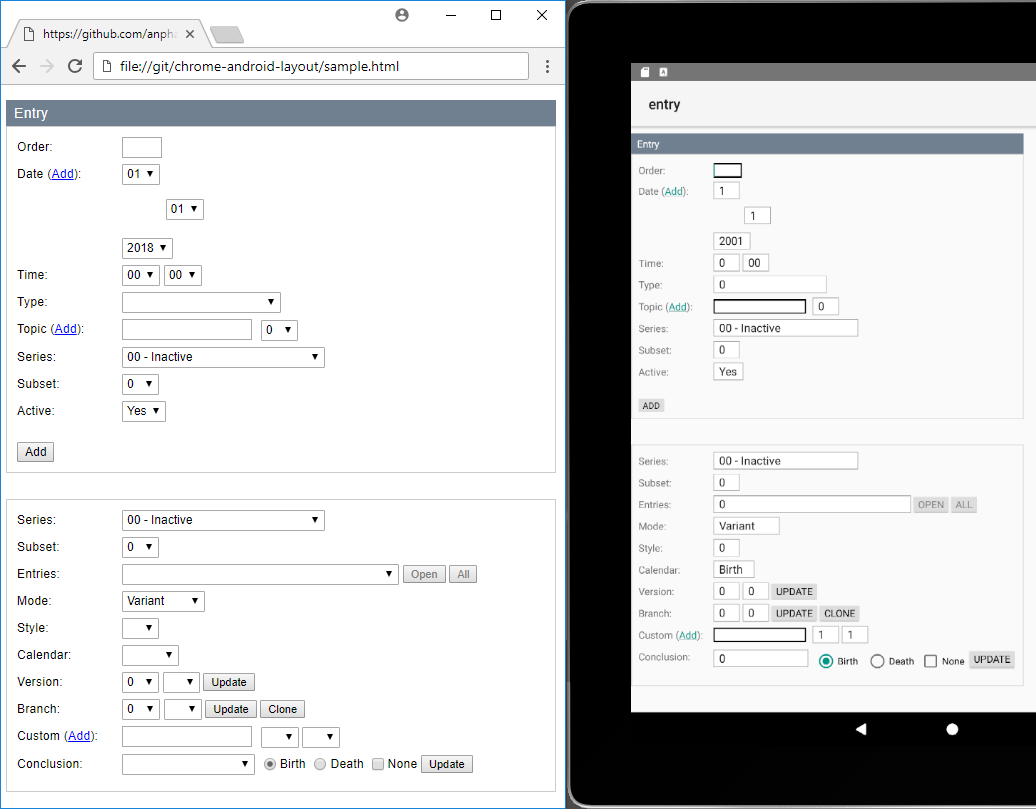 https://github.com/anpha
file://git/chrome-android-layout/sample.html
Entry
Order:
Date (Add): 01
01
2018
Time: 00 00
Type:
Topic (Add): 0
Series: 00 - Inactive
Subset: 0
Active: Yes
Add
Series: 00 - Inactive
Subset: 0
Entries: Open All
Mode: Variant
Style:
Calendar:
Version: 0 Update
Branch: 0 Update Clone
Custom (Add):
Conclusion: Birth Death None Update
entry
Entry
Order:
Date (Add): 1
1
2001
Time: 0 00
Type: 0
Topic (Add): 0
Series: 00 - Inactive
Subset: 0
Active: Yes
ADD
Series: 00 - Inactive
Subset: 0
Entries: 0 OPEN ALL
Mode: Variant
Style: 0
Calendar: Birth
Version: 0 0 UPDATE
Branch: 0 0 UPDATE CLONE
Custom (Add): 1 1
Conclusion: 0 Birth Death None UPDATE